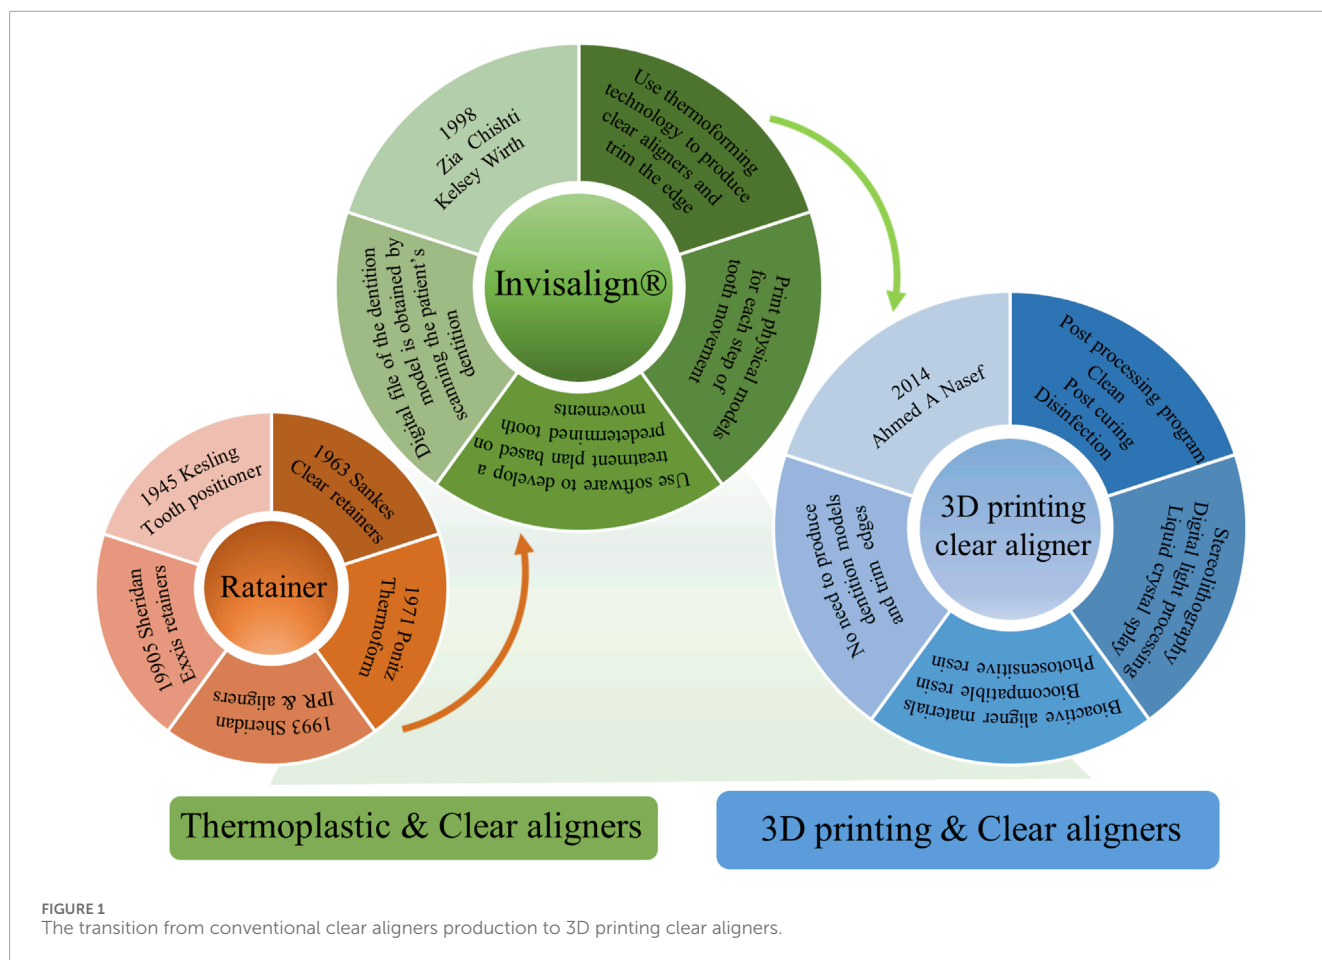 1998
Zia Chishti
Kelsey Wirth
Use thermoforming
technology to produce
clear aligners and
trim the edge
Print physical models
for each step of
tooth movement
Use software to develop a
treatment plan based on
predetermined tooth
movements
Digital file of the dentition
model is obtained by
scanning the patient's
dentition
Invisalign®
1945 Kesling
Tooth positioner
1963 Sankes
Clear retainers
1971 Ponitz
Thermoform
1993 Sheridan
IPR & aligners
19905 Sheridan
Exxis retainers
Ratainer
2014
Ahmed A Nasef
Post processing program
Clean
Post curing
Disinfection
Stereolithography
Digital light processing
Liquid crystal splay
Bioactive aligner materials
Biocompatible resin
Photosensitive resin
No need to produce
dentition models
and trim edges
3D printing
clear aligner
Thermoplastic & Clear aligners
3D printing & Clear aligners
FIGURE 1
The transition from conventional clear aligners production to 3D printing clear aligners.